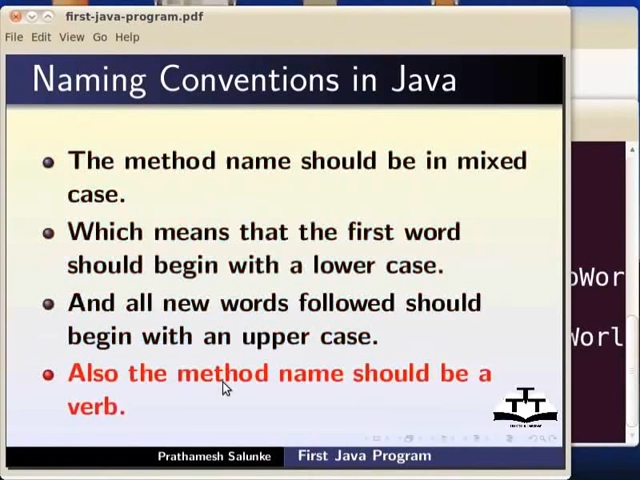 first-java-program.pdf
File Edit View Go Help
Naming Conventions in Java
The method name should be in mixed
case.
Which means that the first word
should begin with a lower case.
And all new words followed should
begin with an upper case.
Also the method name should be a
verb.
Prathamesh Salunke First Java Program
oWor
Worl